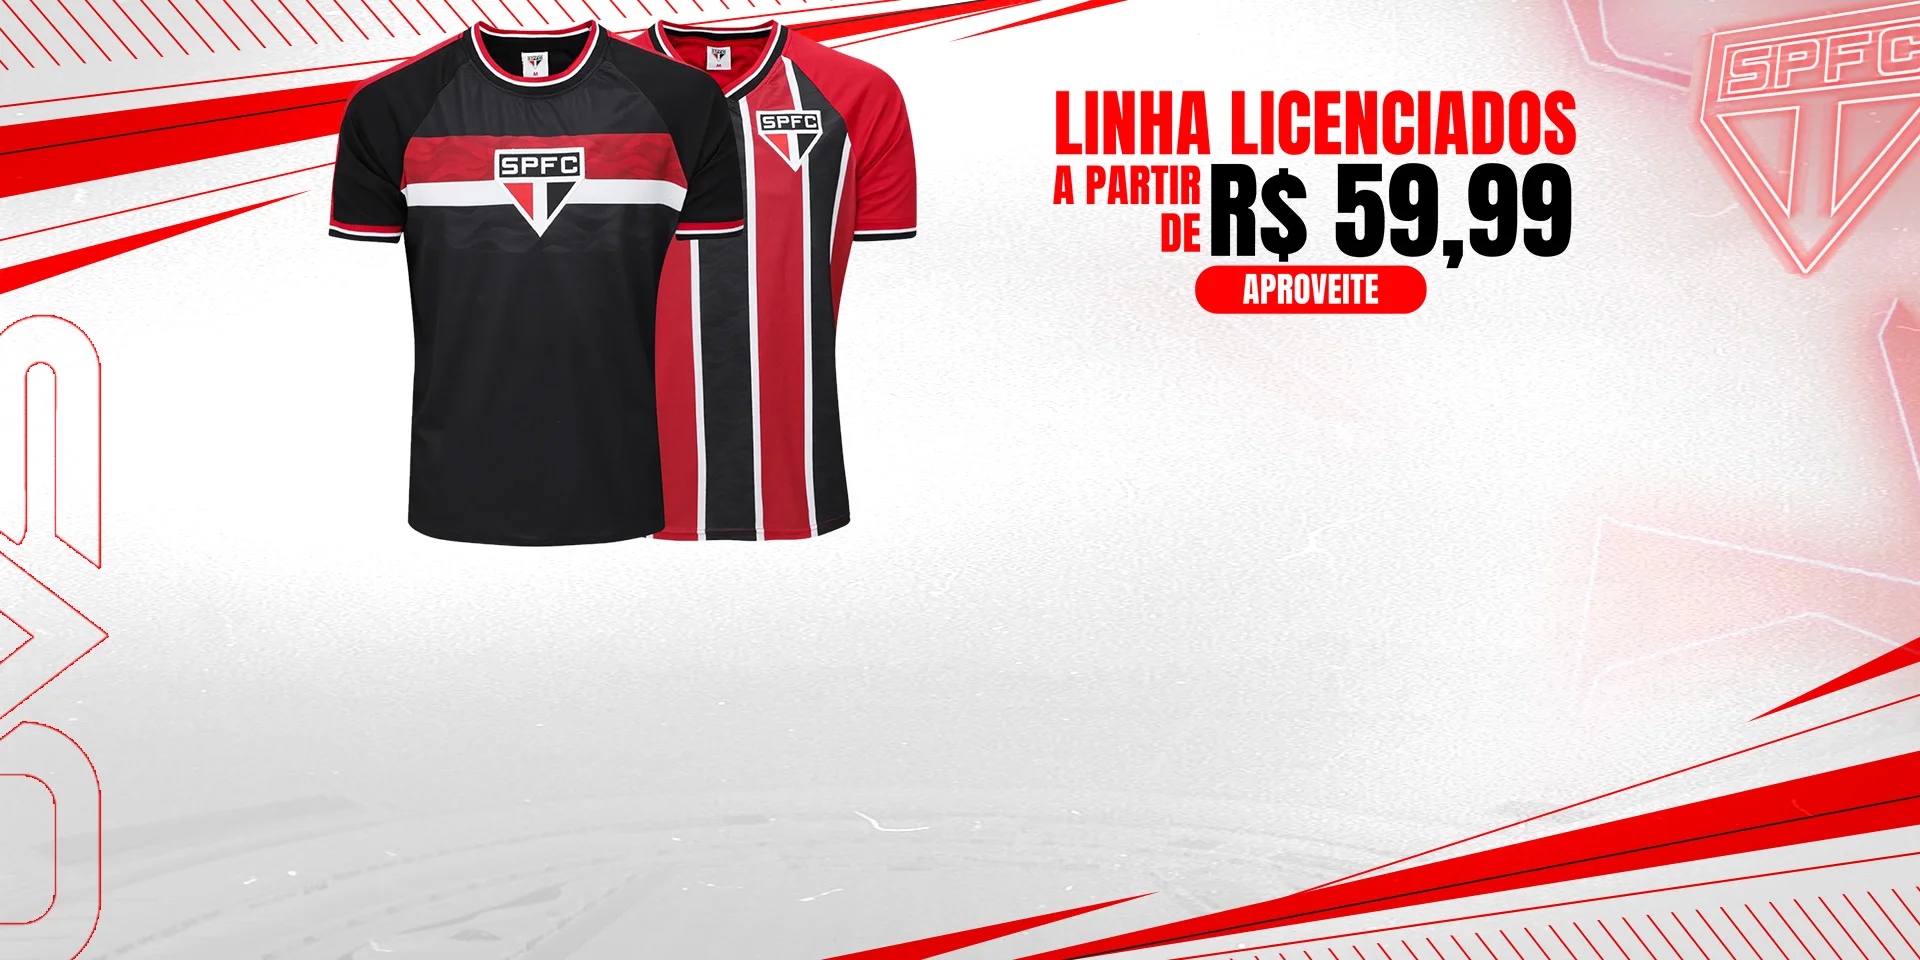 SPFC
SPFC
LINHA LICENCIADOS
A PARTIR
DE R$ 59,99
APROVEITE
SPFC